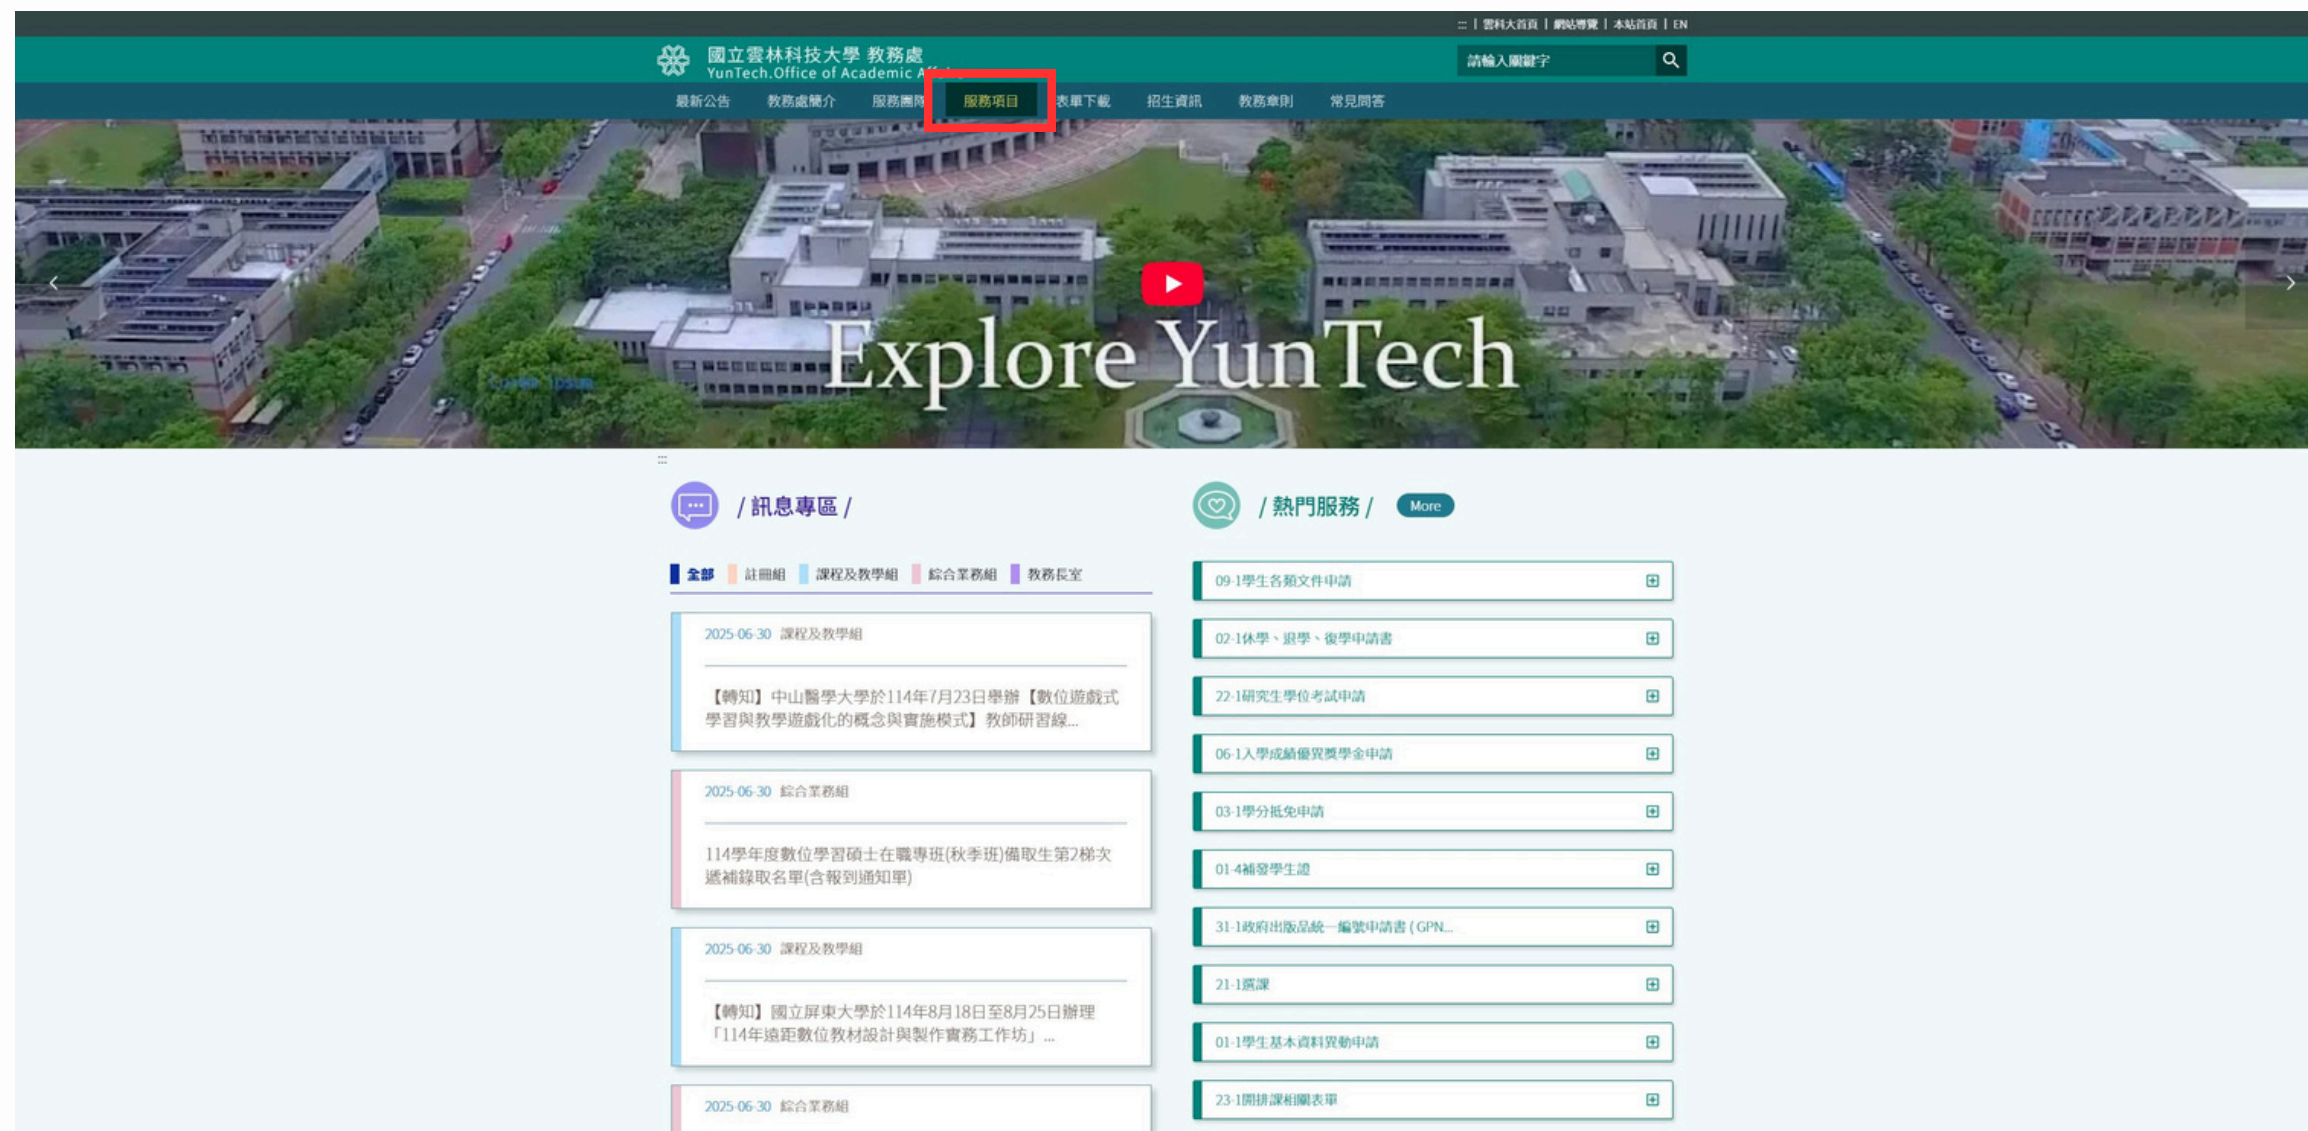 ::: | 雲科大首頁 | 網站導覽 | 本站首頁 | EN
國立雲林科技大學 教務處
YunTech.Office of Academic
請輸入關鍵字
最新公告 教務處簡介 服務團隊 服務項目 表單下載 招生資訊 教務章則 常見問答
Explore YunTech
:::
/ 訊息專區 /
全部 註冊組 課程及教學組 綜合業務組 教務長室
2025-06-30 課程及教學組
【轉知】中山醫學大學於114年7月23日舉辦【數位遊戲式
學習與教學遊戲化的概念與實施模式】教師研習線...
2025-06-30 綜合業務組
114學年度數位學習碩士在職專班(秋季班)備取生第2梯次
遞補錄取名單(含報到通知單)
2025-06-30 課程及教學組
【轉知】國立屏東大學於114年8月18日至8月25日辦理
「114年遠距數位教材設計與製作實務工作坊」...
2025-06-30 綜合業務組
/ 熱門服務 / More
09-1學生各類文件申請
02-1休學、退學、復學申請書
22-1研究生學位考試申請
06-1入學成績優異獎學金申請
03-1學分抵免申請
01-4補發學生證
31-1政府出版品統一編號申請書 ( GPN...
21-1選課
01-1學生基本資料異動申請
23-1開排課相關表單